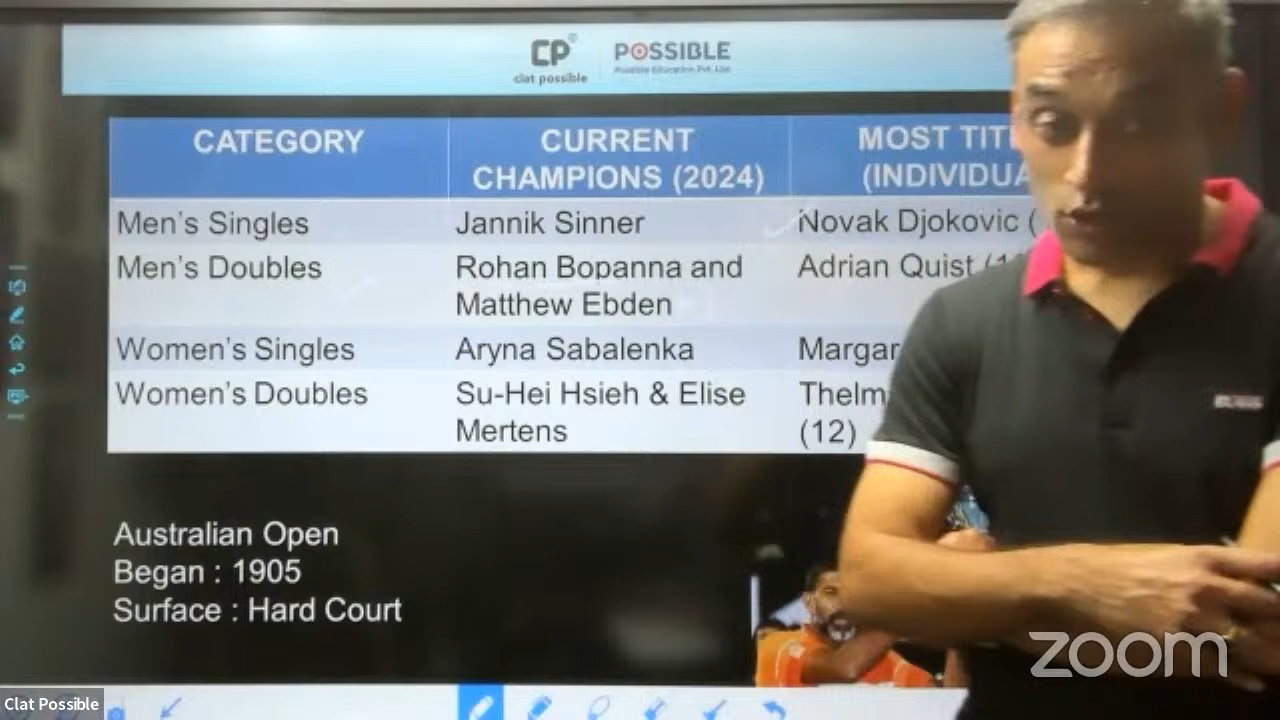 CP®
clat possible
POSSIBLE
Possible Education Pvt. Ltd.
CATEGORY
CURRENT
CHAMPIONS (2024)
MOST TIT
(INDIVIDUA
Men's Singles
Jannik Sinner
Novak Djokovic (
Men's Doubles
Rohan Bopanna and
Matthew Ebden
Adrian Quist (1
Women's Singles
Aryna Sabalenka
Margar
Women's Doubles
Su-Hei Hsieh & Elise
Mertens
Thelm
(12)
Australian Open
Began : 1905
Surface : Hard Court
zoom
Clat Possible